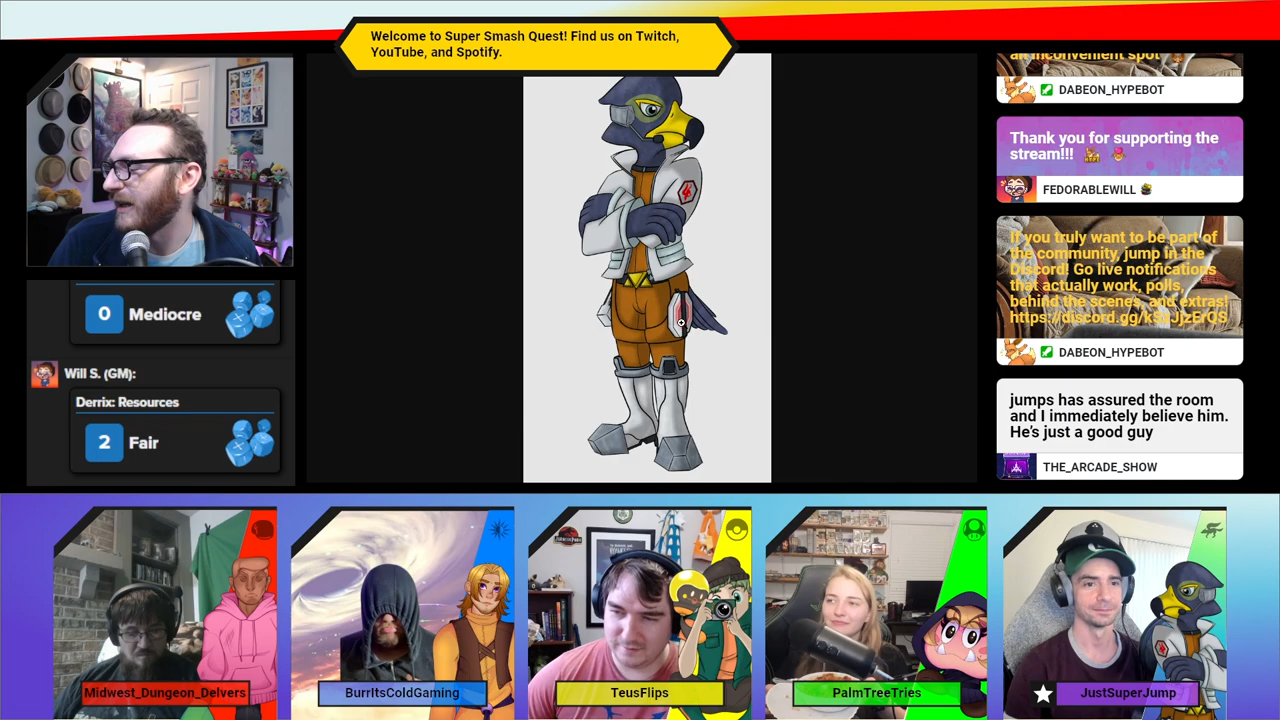 Welcome to Super Smash Quest! Find us on Twitch,
YouTube, and Spotify.
0 Mediocre
Will S. (GM):
Derrix: Resources
2 Fair
an inconvenient spot
DABEON_HYPEBOT
Thank you for supporting the
stream!!!
FEDORABLEWILL
If you truly want to be part of
the community, jump in the
Discord! Go live notifications
that actually work, polls,
behind the scenes, and extras!
DABEON_HYPEBOT
jumps has assured the room
and I immediately believe him.
He's just a good guy
THE_ARCADE_SHOW
Midwest_Dungeon_Delvers
BurrItsColdGaming
TeusFlips
PalmTreeTries
JustSuperJump